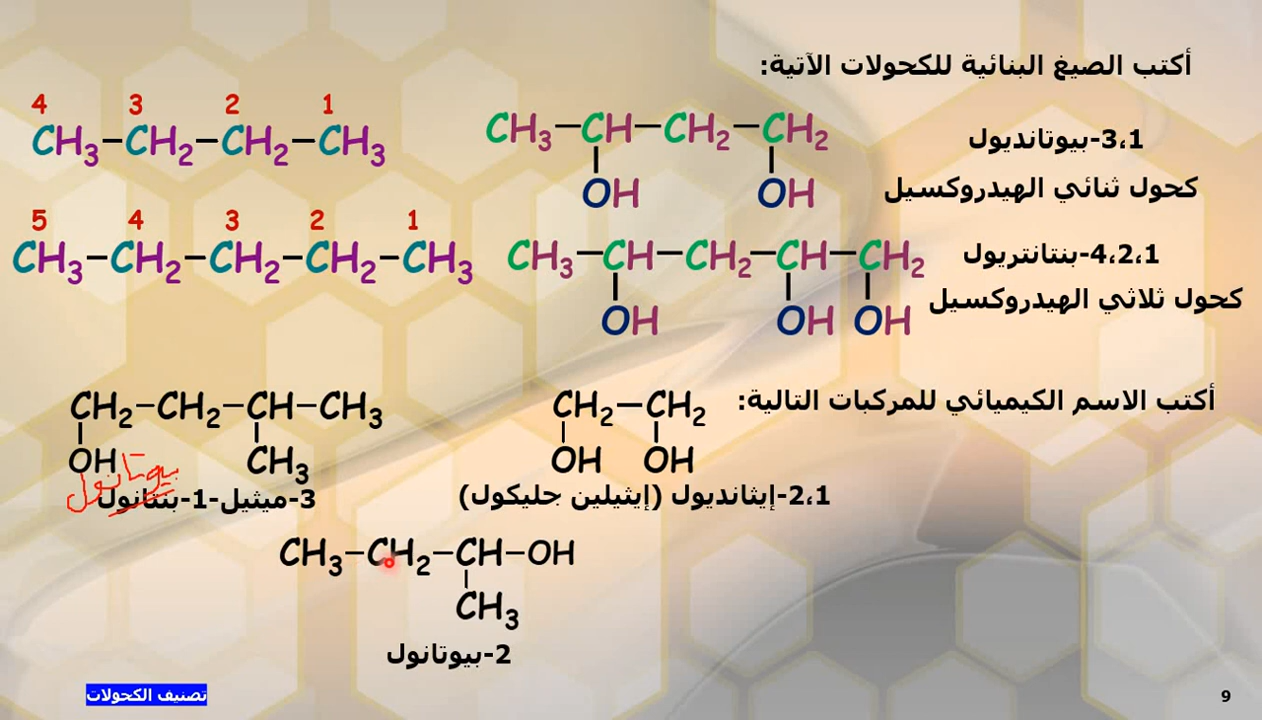 أكتب الصيغ البنائية للكحولات الآتية:
4 3 2 1
CH₃–CH₂–CH₂–CH₃
CH₃–CH–CH₂–CH₂
OH OH
3،1-بيوتانديول
كحول ثنائي الهيدروكسيل
5 4 3 2 1
CH₃–CH₂–CH₂–CH₂–CH₃
CH₃–CH–CH₂–CH–CH₂
OH OH OH
4،2،1-بنتانتريول
كحول ثلاثي الهيدروكسيل
أكتب الاسم الكيميائي للمركبات التالية:
CH₂–CH₂
OH OH
2،1-إيثانديول (إيثيلين جليكول)
CH₂–CH₂–CH–CH₃
OH CH₃
بيوتانول
3-ميثيل-1-بنتانول
CH₃–CH₂–CH–OH
CH₃
2-بيوتانول
تصنيف الكحولات
9